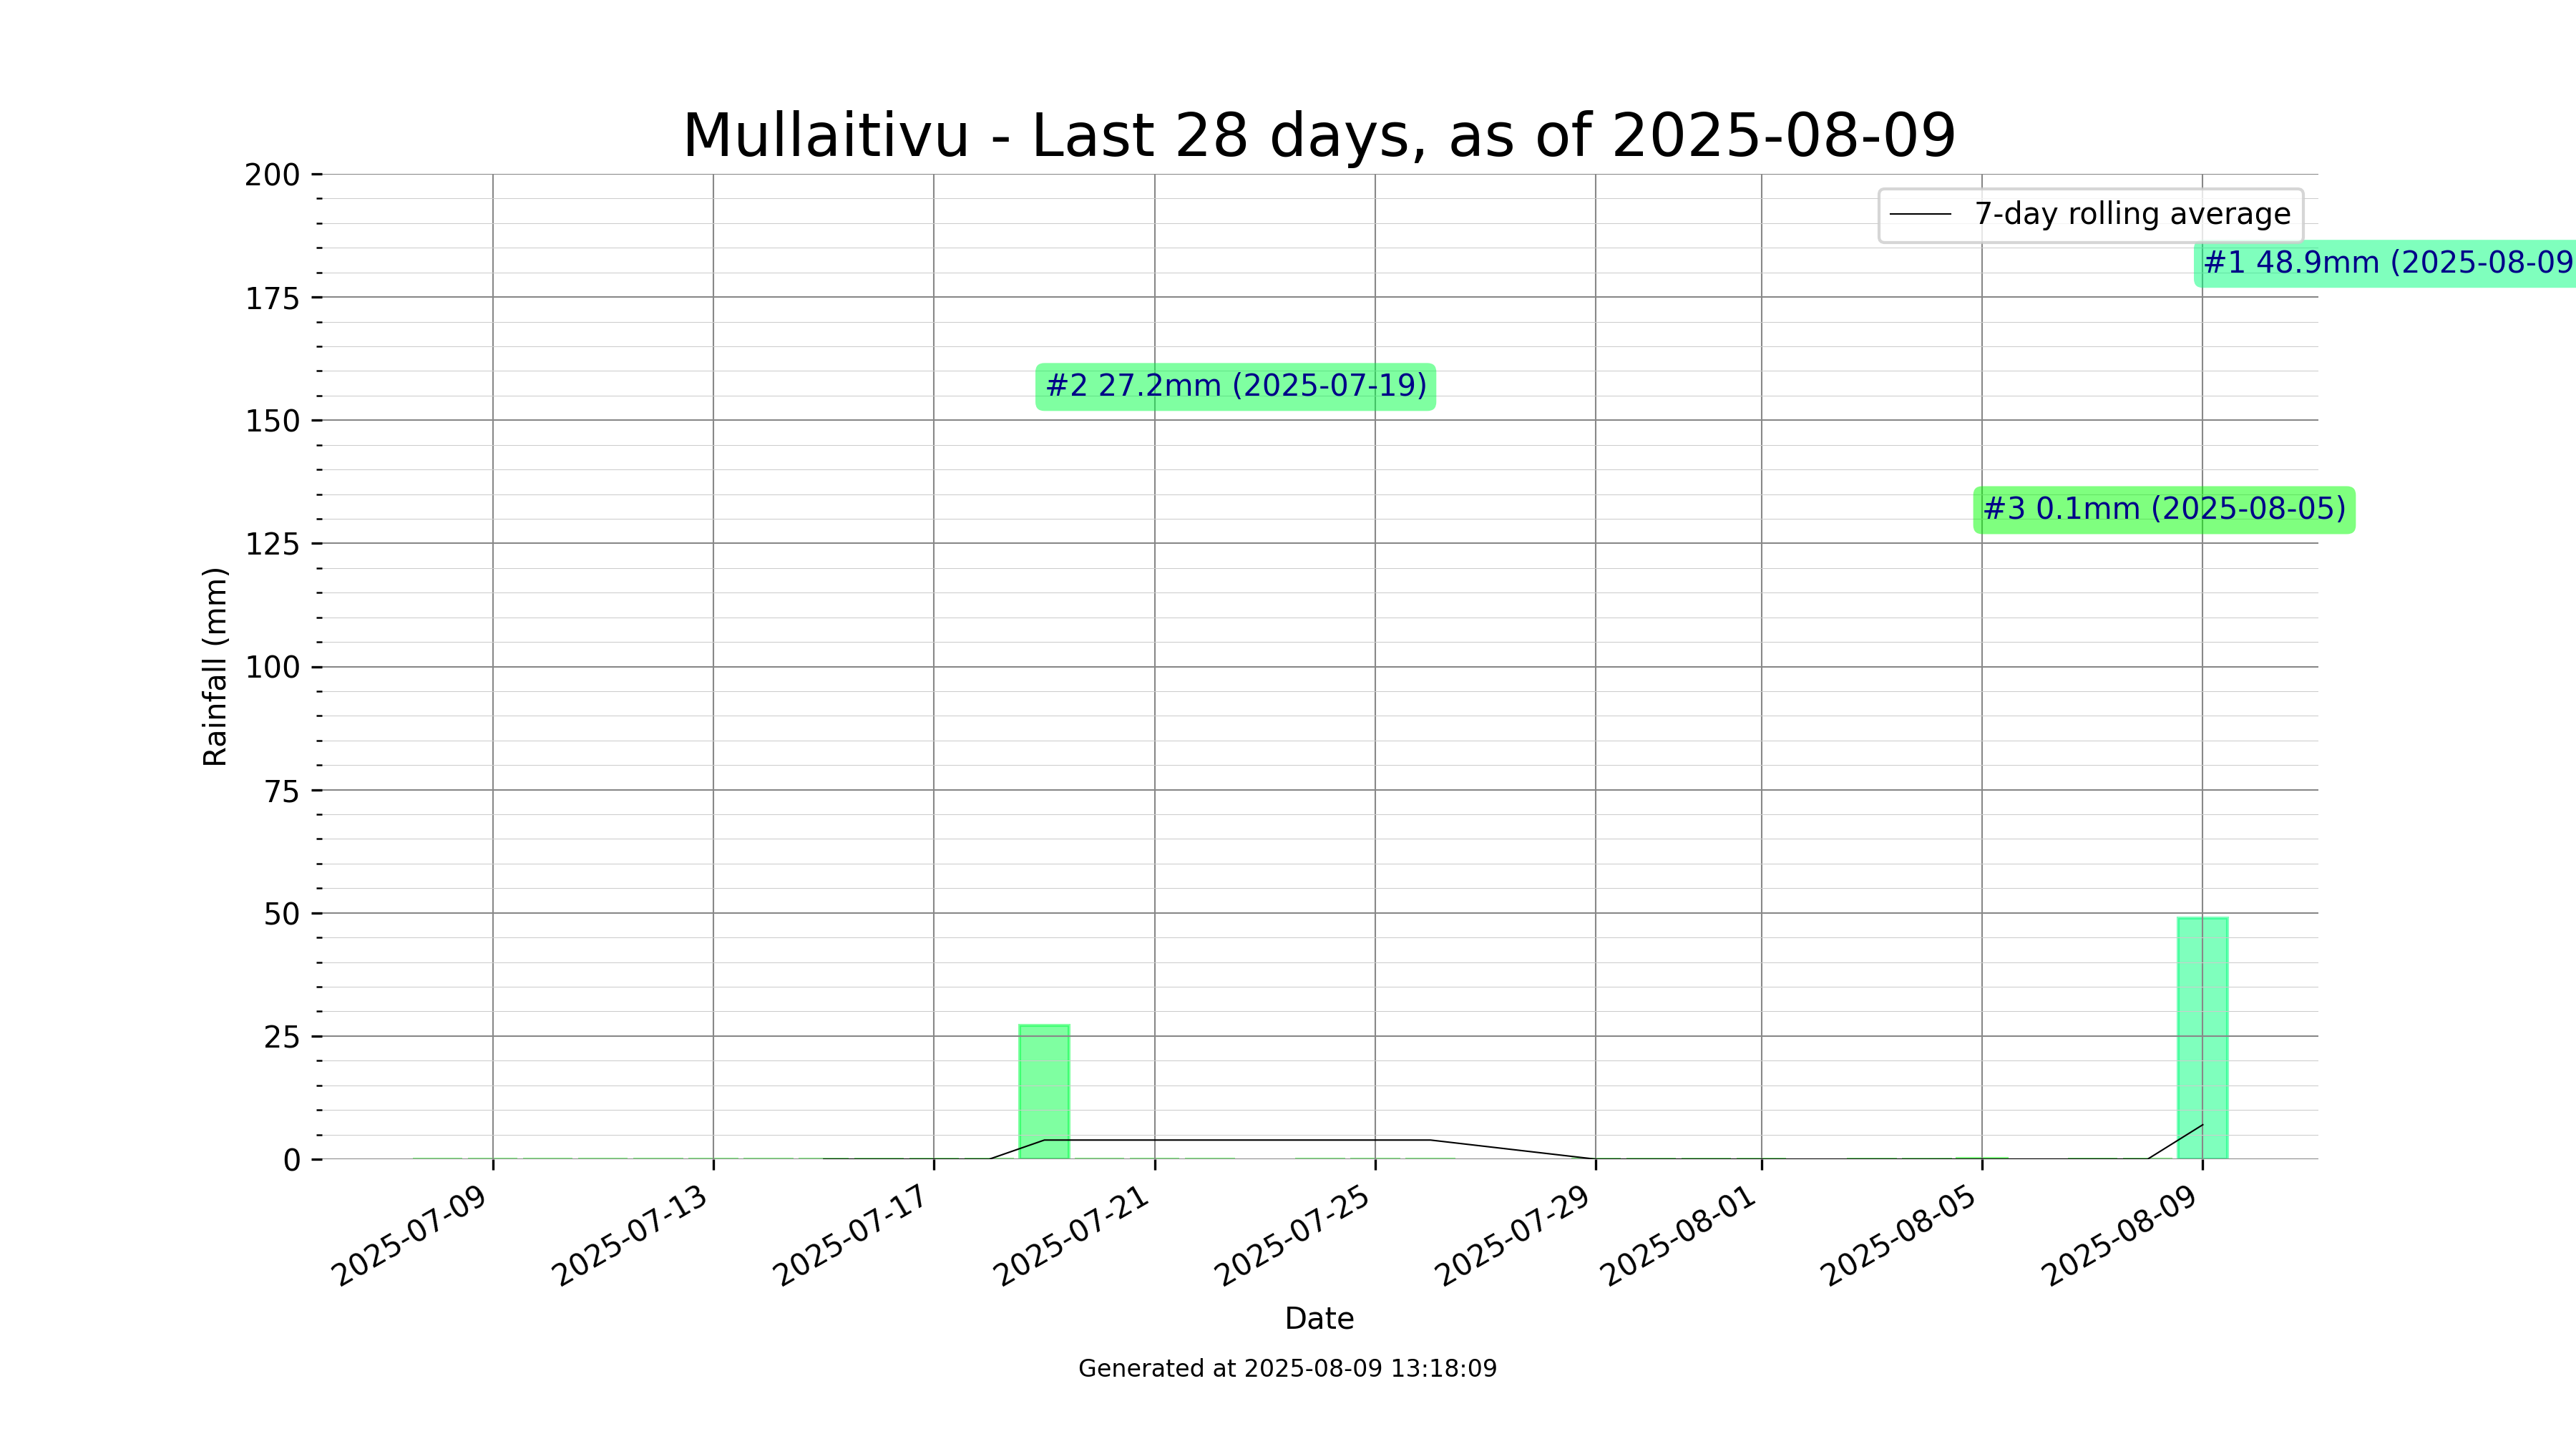 Mullaitivu - Last 28 days, as of 2025-08-09
7-day rolling average
#1 48.9mm (2025-08-09
#2 27.2mm (2025-07-19)
#3 0.1mm (2025-08-05)
Rainfall (mm)
200
175
150
125
100
75
50
25
0
2025-07-09
2025-07-13
2025-07-17
2025-07-21
2025-07-25
2025-07-29
2025-08-01
2025-08-05
2025-08-09
Date
Generated at 2025-08-09 13:18:09